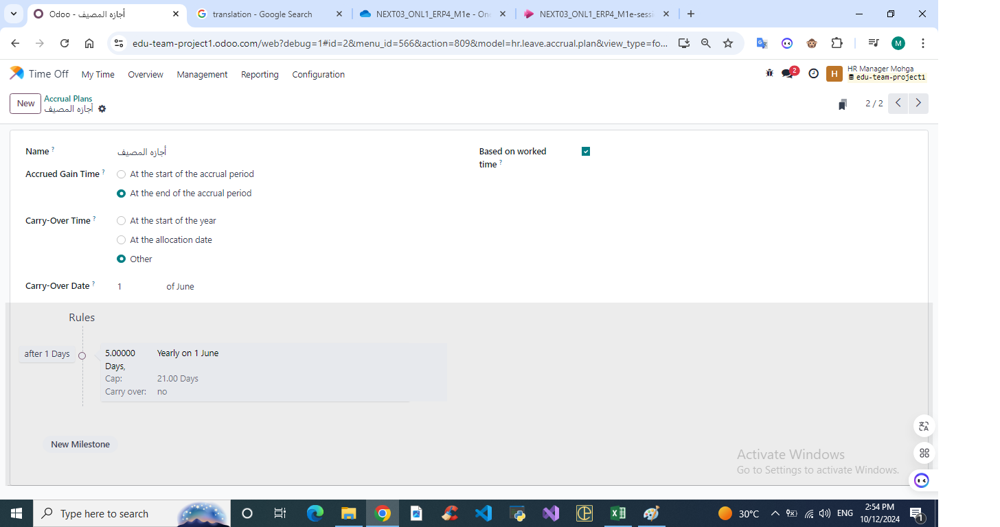 Odoo - أجازه المصيف
translation - Google Search
NEXT03_ONL1_ERP4_M1e - On
NEXT03_ONL1_ERP4_M1e-sessi
edu-team-project1.odoo.com/web?debug=1#id=2&menu_id=566&action=809&model=hr.leave.accrual.plan&view_type=fo...
M
Time Off My Time Overview Management Reporting Configuration
2
H
HR Manager Mohga
edu-team-project1
New
Accrual Plans
أجازه المصيف
2 / 2
Name ?
أجازه المصيف
Based on worked
time ?
Accrued Gain Time ?
At the start of the accrual period
At the end of the accrual period
Carry-Over Time ?
At the start of the year
At the allocation date
Other
Carry-Over Date ?
1 of June
Rules
after 1 Days
5.00000 Yearly on 1 June
Days,
Cap: 21.00 Days
Carry over: no
New Milestone
Activate Windows
Go to Settings to activate Windows.
Type here to search
30°C
ENG
2:54 PM
10/12/2024
1